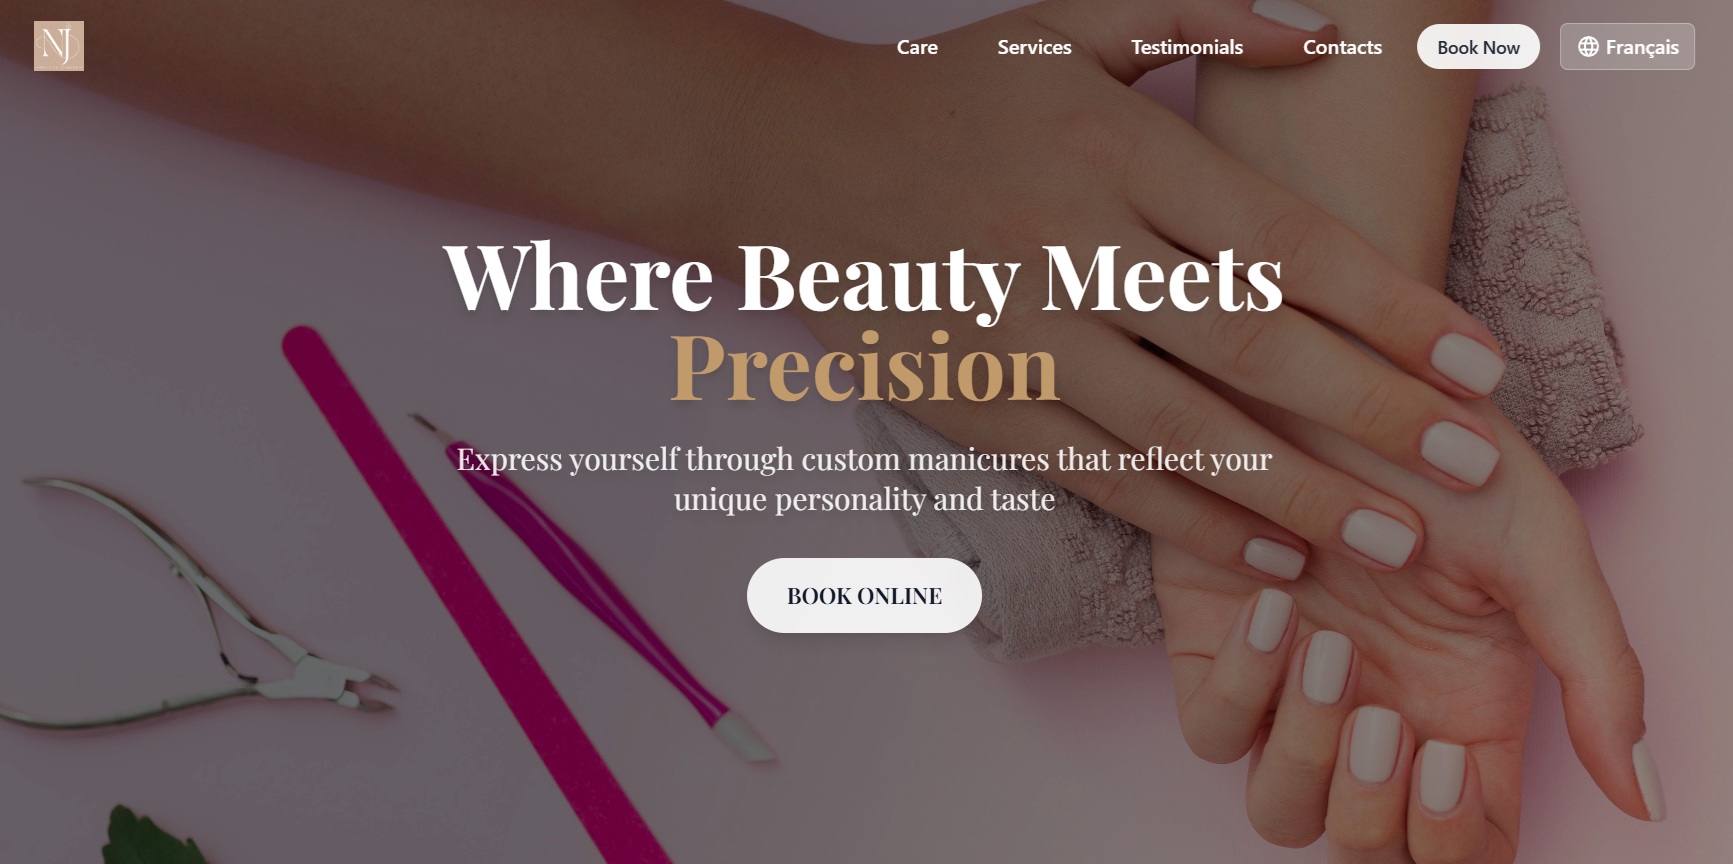 NJ
Care
Services
Testimonials
Contacts
Book Now
Français
Where Beauty Meets
Precision
Express yourself through custom manicures that reflect your
unique personality and taste
BOOK ONLINE